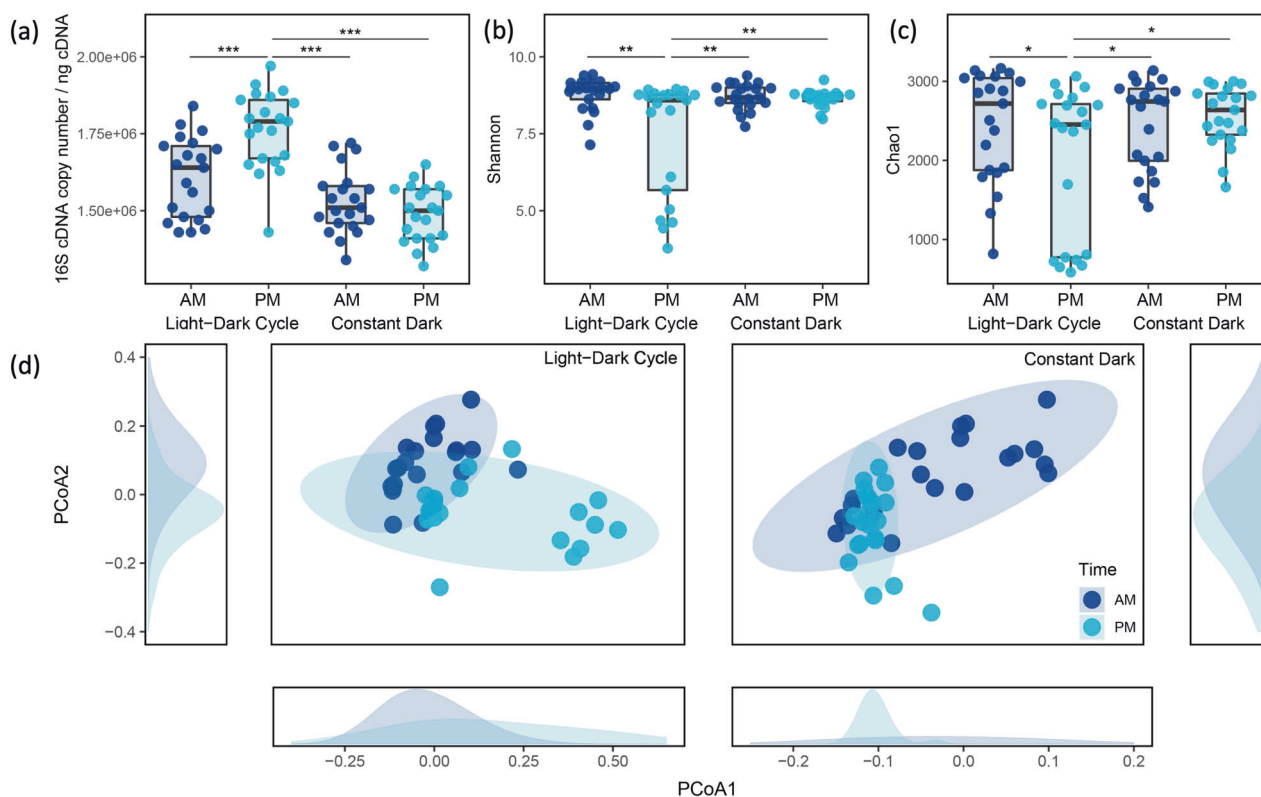 (a)
16S cDNA copy number / ng cDNA
2.00e+06
1.75e+06
1.50e+06
***
***
***
AM PM AM PM
Light−Dark Cycle Constant Dark
(b)
Shannon
10.0
7.5
5.0
**
**
**
AM PM AM PM
Light−Dark Cycle Constant Dark
(c)
Chao1
3000
2000
1000
*
*
*
AM PM AM PM
Light−Dark Cycle Constant Dark
(d)
PCoA2
0.4
0.2
0.0
−0.2
−0.4
Light−Dark Cycle
Constant Dark
Time
AM
PM
−0.25 0.00 0.25 0.50
−0.2 −0.1 0.0 0.1 0.2
PCoA1